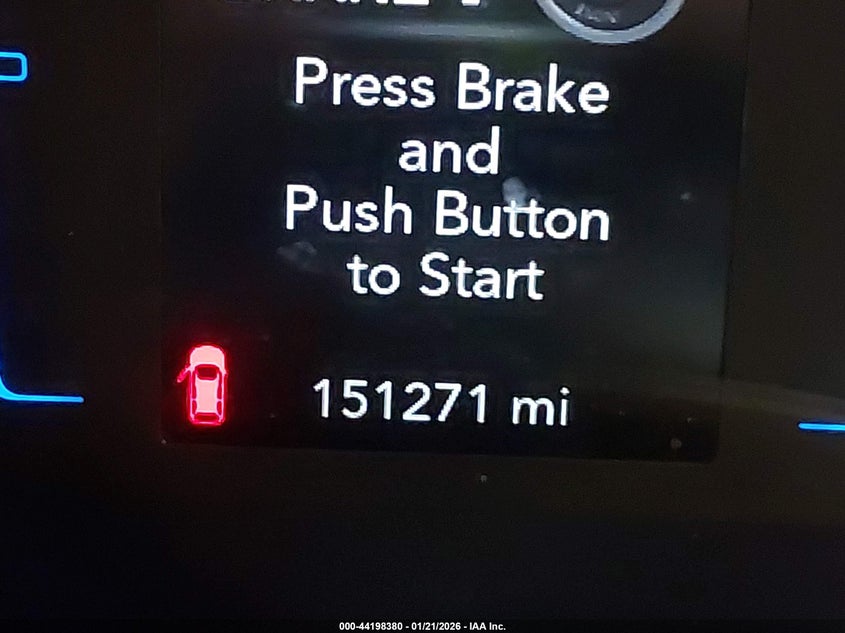 Press Brake
and
Push Button
to Start
151271 mi
000-44198380 - 01/21/2026 - IAA Inc.